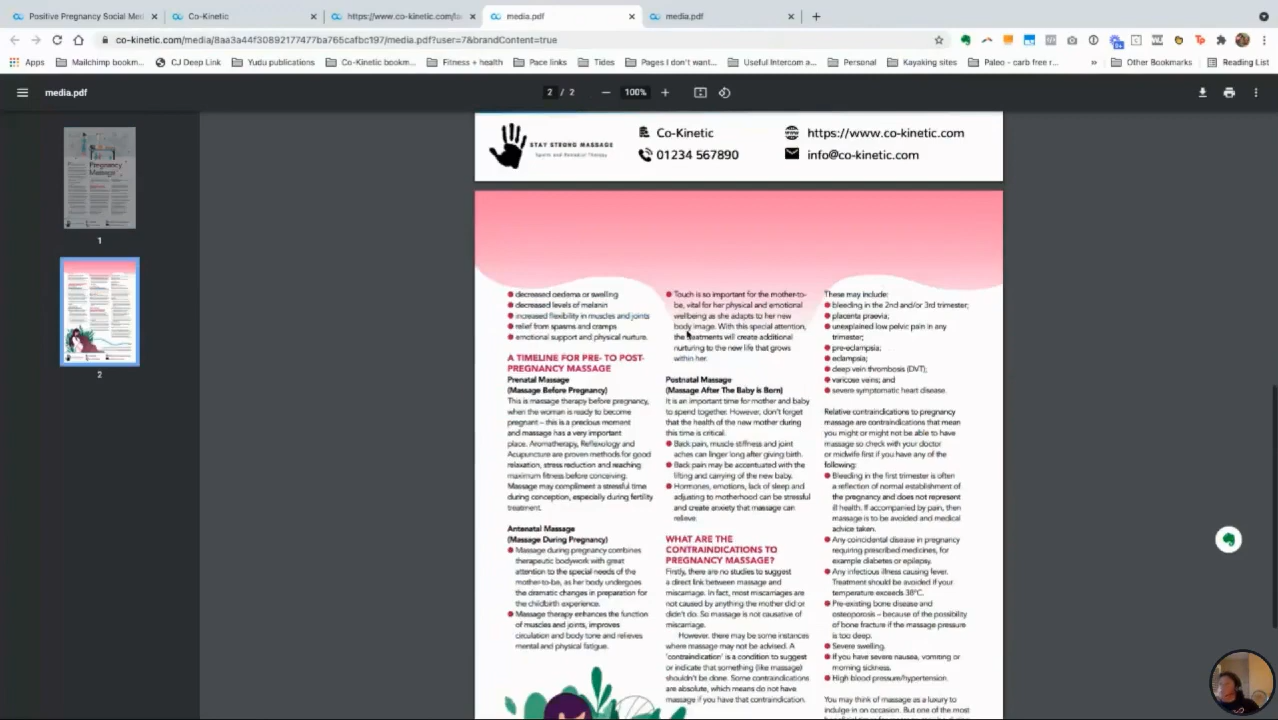 Positive Pregnancy Social Med
Co-Kinetic
https://www.co-kinetic.com/la
media.pdf
media.pdf
co-kinetic.com/media/8aa3a44f30892177477ba765cafbc197/media.pdf?user=7&brandContent=true
Apps
Mailchimp bookm...
CJ Deep Link
Yudu publications
Co-Kinetic bookm...
Fitness + health
Pace links
Tides
Pages I don't want...
Useful Intercom a...
Personal
Kayaking sites
Paleo - carb free r...
»
Other Bookmarks
Reading List
media.pdf
2 / 2
100%
Pregnancy
Massage
1
2
STAY STRONG MASSAGE
Sports and Remedial Therapy
Co-Kinetic
01234 567890
https://www.co-kinetic.com
info@co-kinetic.com
decreased oedema or swelling
decreased levels of melanin
increased flexibility in muscles and joints
relief from spasms and cramps
emotional support and physical nurture.
A TIMELINE FOR PRE- TO POST-
PREGNANCY MASSAGE
Prenatal Massage
(Massage Before Pregnancy)
This is massage therapy before pregnancy,
when the woman is ready to become
pregnant – this is a precious moment
and massage has a very important
place. Aromatherapy, Reflexology and
Acupuncture are proven methods for good
relaxation, stress reduction and reaching
maximum fitness before conceiving.
Massage may compliment a stressful time
during conception, especially during fertility
treatment.
Antenatal Massage
(Massage During Pregnancy)
Massage during pregnancy combines
therapeutic bodywork with great
attention to the special needs of the
mother-to-be, as her body undergoes
the dramatic changes in preparation for
the childbirth experience.
Massage therapy enhances the function
of muscles and joints, improves
circulation and body tone and relieves
mental and physical fatigue.
Touch is so important for the mother-to-
be, vital for her physical and emotional
wellbeing as she adapts to her new
body image. With this special attention,
the treatments will create additional
nurturing to the new life that grows
within her.
Postnatal Massage
(Massage After The Baby is Born)
It is an important time for mother and baby
to spend together. However, don't forget
that the health of the new mother during
this time is critical.
Back pain, muscle stiffness and joint
aches can linger long after giving birth.
Back pain may be accentuated with the
lifting and carrying of the new baby.
Hormones, emotions, lack of sleep and
adjusting to motherhood can be stressful
and create anxiety that massage can
relieve.
WHAT ARE THE
CONTRAINDICATIONS TO
PREGNANCY MASSAGE?
Firstly, there are no studies to suggest
a direct link between massage and
miscarriage. In fact, most miscarriages are
not caused by anything the mother did or
didn't do. So massage is not causative of
miscarriage.
However, there may be some instances
where massage may not be advised. A
'contraindication' is a condition to suggest
or indicate that something (like massage)
shouldn't be done. Some contraindications
are absolute, which means do not have
massage if you have that contraindication.
These may include:
bleeding in the 2nd and/or 3rd trimester;
placenta praevia;
unexplained low pelvic pain in any
trimester;
pre-eclampsia;
eclampsia;
deep vein thrombosis (DVT);
varicose veins; and
severe symptomatic heart disease.
Relative contraindications to pregnancy
massage are contraindications that mean
you might or might not be able to have
massage so check with your doctor
or midwife first if you have any of the
following:
Bleeding in the first trimester is often
a reflection of normal establishment of
the pregnancy and does not represent
ill health. If accompanied by pain, then
massage is to be avoided and medical
advice taken.
Any coincidental disease in pregnancy
requiring prescribed medicines, for
example diabetes or epilepsy.
Any infectious illness causing fever.
Treatment should be avoided if your
temperature exceeds 38°C.
Pre-existing bone disease and
osteoporosis – because of the possibility
of bone fracture if the massage pressure
is too deep.
Severe swelling.
If you have severe nausea, vomiting or
morning sickness.
High blood pressure/hypertension.
You may think of massage as a luxury to
indulge in on occasion. But one of the most